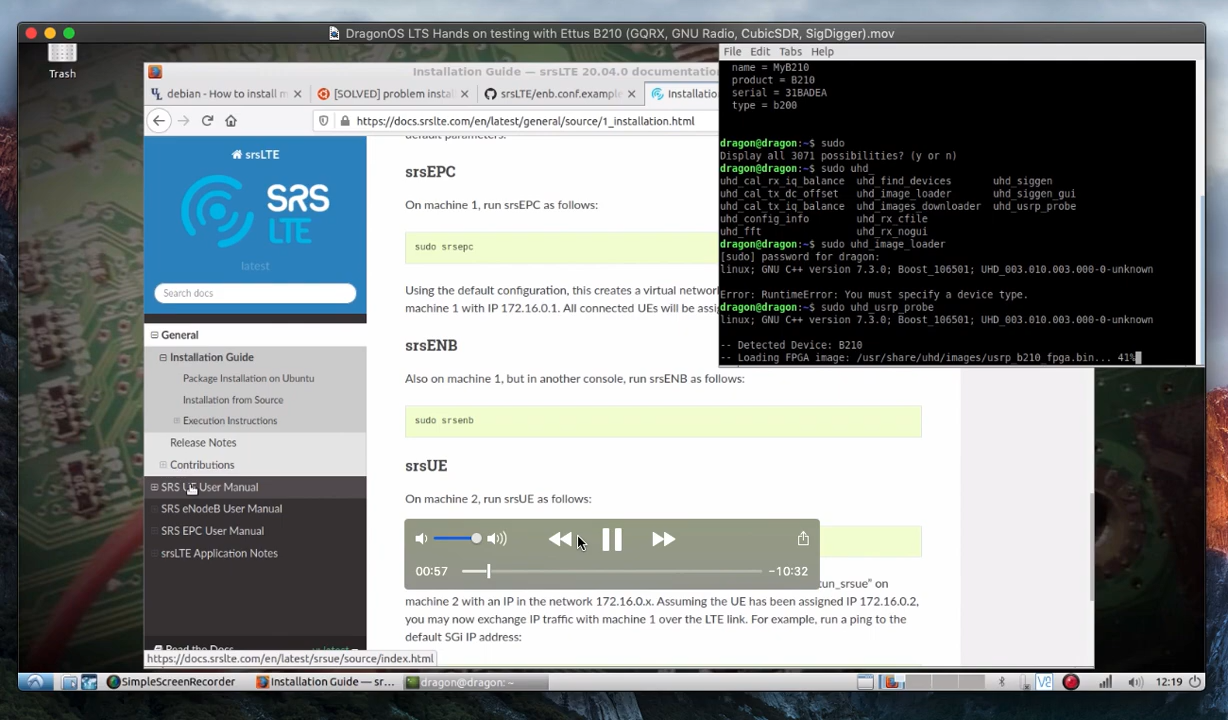 DragonOS LTS Hands on testing with Ettus B210 (GQRX, GNU Radio, CubicSDR, SigDigger).mov
Trash
Installation Guide — srsLTE 20.04.0 documentatio
debian - How to install m
[SOLVED] problem instal
srsLTE/enb.conf.example
Installatio
https://docs.srslte.com/en/latest/general/source/1_installation.html
srsLTE
SRS
LTE
latest
Search docs
General
Installation Guide
Package Installation on Ubuntu
Installation from Source
Execution Instructions
Release Notes
Contributions
SRS UE User Manual
SRS eNodeB User Manual
SRS EPC User Manual
srsLTE Application Notes
Read the Docs
default parameters.
srsEPC
On machine 1, run srsEPC as follows:
sudo srsepc
Using the default configuration, this creates a virtual network
machine 1 with IP 172.16.0.1. All connected UEs will be assig
srsENB
Also on machine 1, but in another console, run srsENB as follows:
sudo srsenb
srsUE
On machine 2, run srsUE as follows:
tun_srsue” on
machine 2 with an IP in the network 172.16.0.x. Assuming the UE has been assigned IP 172.16.0.2,
you may now exchange IP traffic with machine 1 over the LTE link. For example, run a ping to the
default SGi IP address:
00:57
-10:32
File Edit Tabs Help
name = MyB210
product = B210
serial = 31BADEA
type = b200
dragon@dragon:~$ sudo
Display all 3071 possibilities? (y or n)
dragon@dragon:~$ sudo uhd_
uhd_cal_rx_iq_balance uhd_find_devices uhd_siggen
uhd_cal_tx_dc_offset uhd_image_loader uhd_siggen_gui
uhd_cal_tx_iq_balance uhd_images_downloader uhd_usrp_probe
uhd_config_info uhd_rx_cfile
uhd_fft uhd_rx_nogui
dragon@dragon:~$ sudo uhd_image_loader
[sudo] password for dragon:
linux; GNU C++ version 7.3.0; Boost_106501; UHD_003.010.003.000-0-unknown
Error: RuntimeError: You must specify a device type.
dragon@dragon:~$ sudo uhd_usrp_probe
linux; GNU C++ version 7.3.0; Boost_106501; UHD_003.010.003.000-0-unknown
-- Detected Device: B210
-- Loading FPGA image: /usr/share/uhd/images/usrp_b210_fpga.bin... 41%
https://docs.srslte.com/en/latest/srsue/source/index.html
SimpleScreenRecorder
Installation Guide — sr...
dragon@dragon: ~
12:19